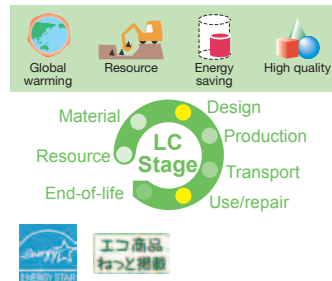 Global
warming
Resource
Energy
saving
High quality
Material
Resource
End-of-life
LC
Stage
Design
Production
Transport
Use/repair
energy
ENERGY STAR
エコ商品
ねっと掲載